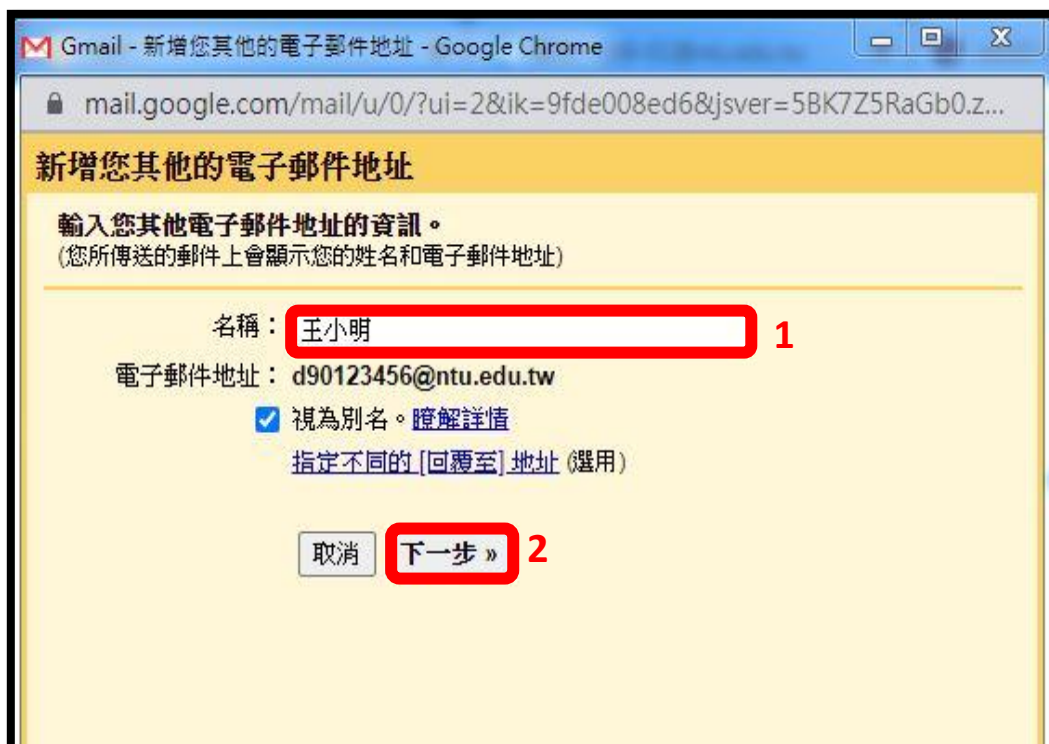 Gmail - 新增您其他的電子郵件地址 - Google Chrome
mail.google.com/mail/u/0/?ui=2&ik=9fde008ed6&jsver=5BK7Z5RaGb0.z...
新增您其他的電子郵件地址
輸入您其他電子郵件地址的資訊。
(您所傳送的郵件上會顯示您的姓名和電子郵件地址)
名稱： 王小明 1
電子郵件地址： d90123456@ntu.edu.tw
視為別名。瞭解詳情
指定不同的 [回覆至] 地址 (選用)
取消 下一步 » 2